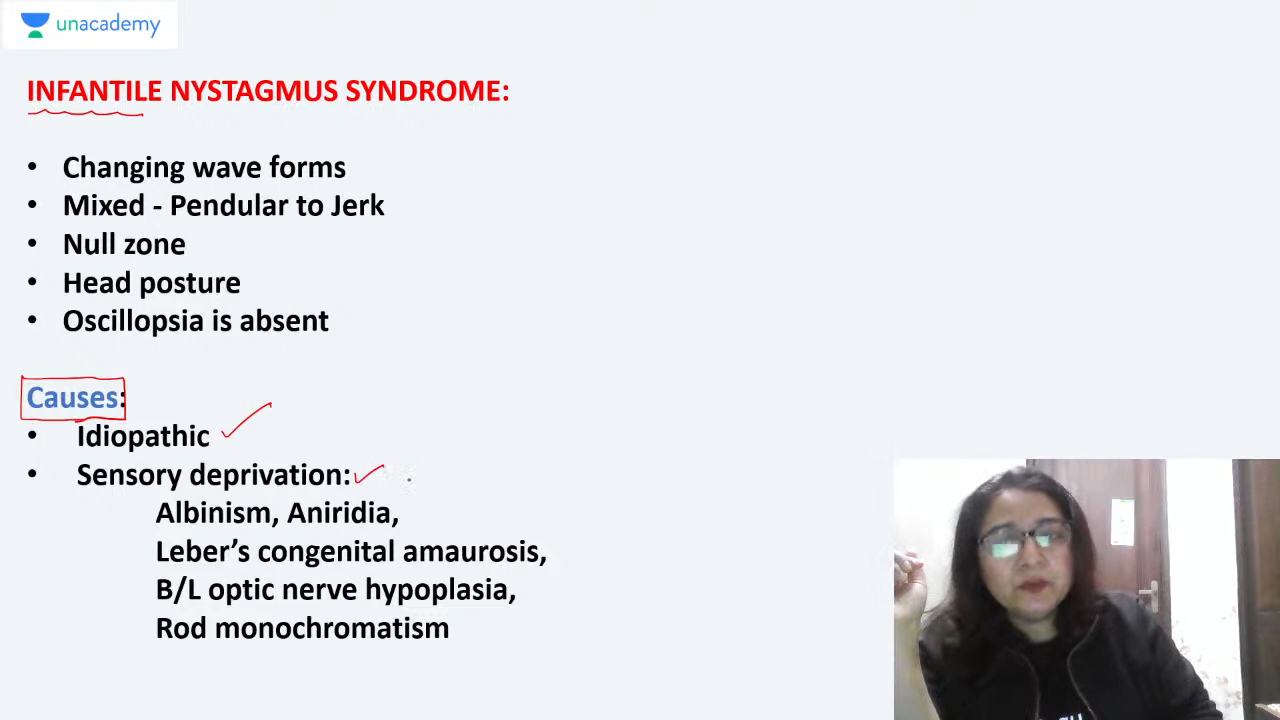 unacademy
INFANTILE NYSTAGMUS SYNDROME:
• Changing wave forms
• Mixed - Pendular to Jerk
• Null zone
• Head posture
• Oscillopsia is absent
Causes:
• Idiopathic
• Sensory deprivation:
Albinism, Aniridia,
Leber’s congenital amaurosis,
B/L optic nerve hypoplasia,
Rod monochromatism